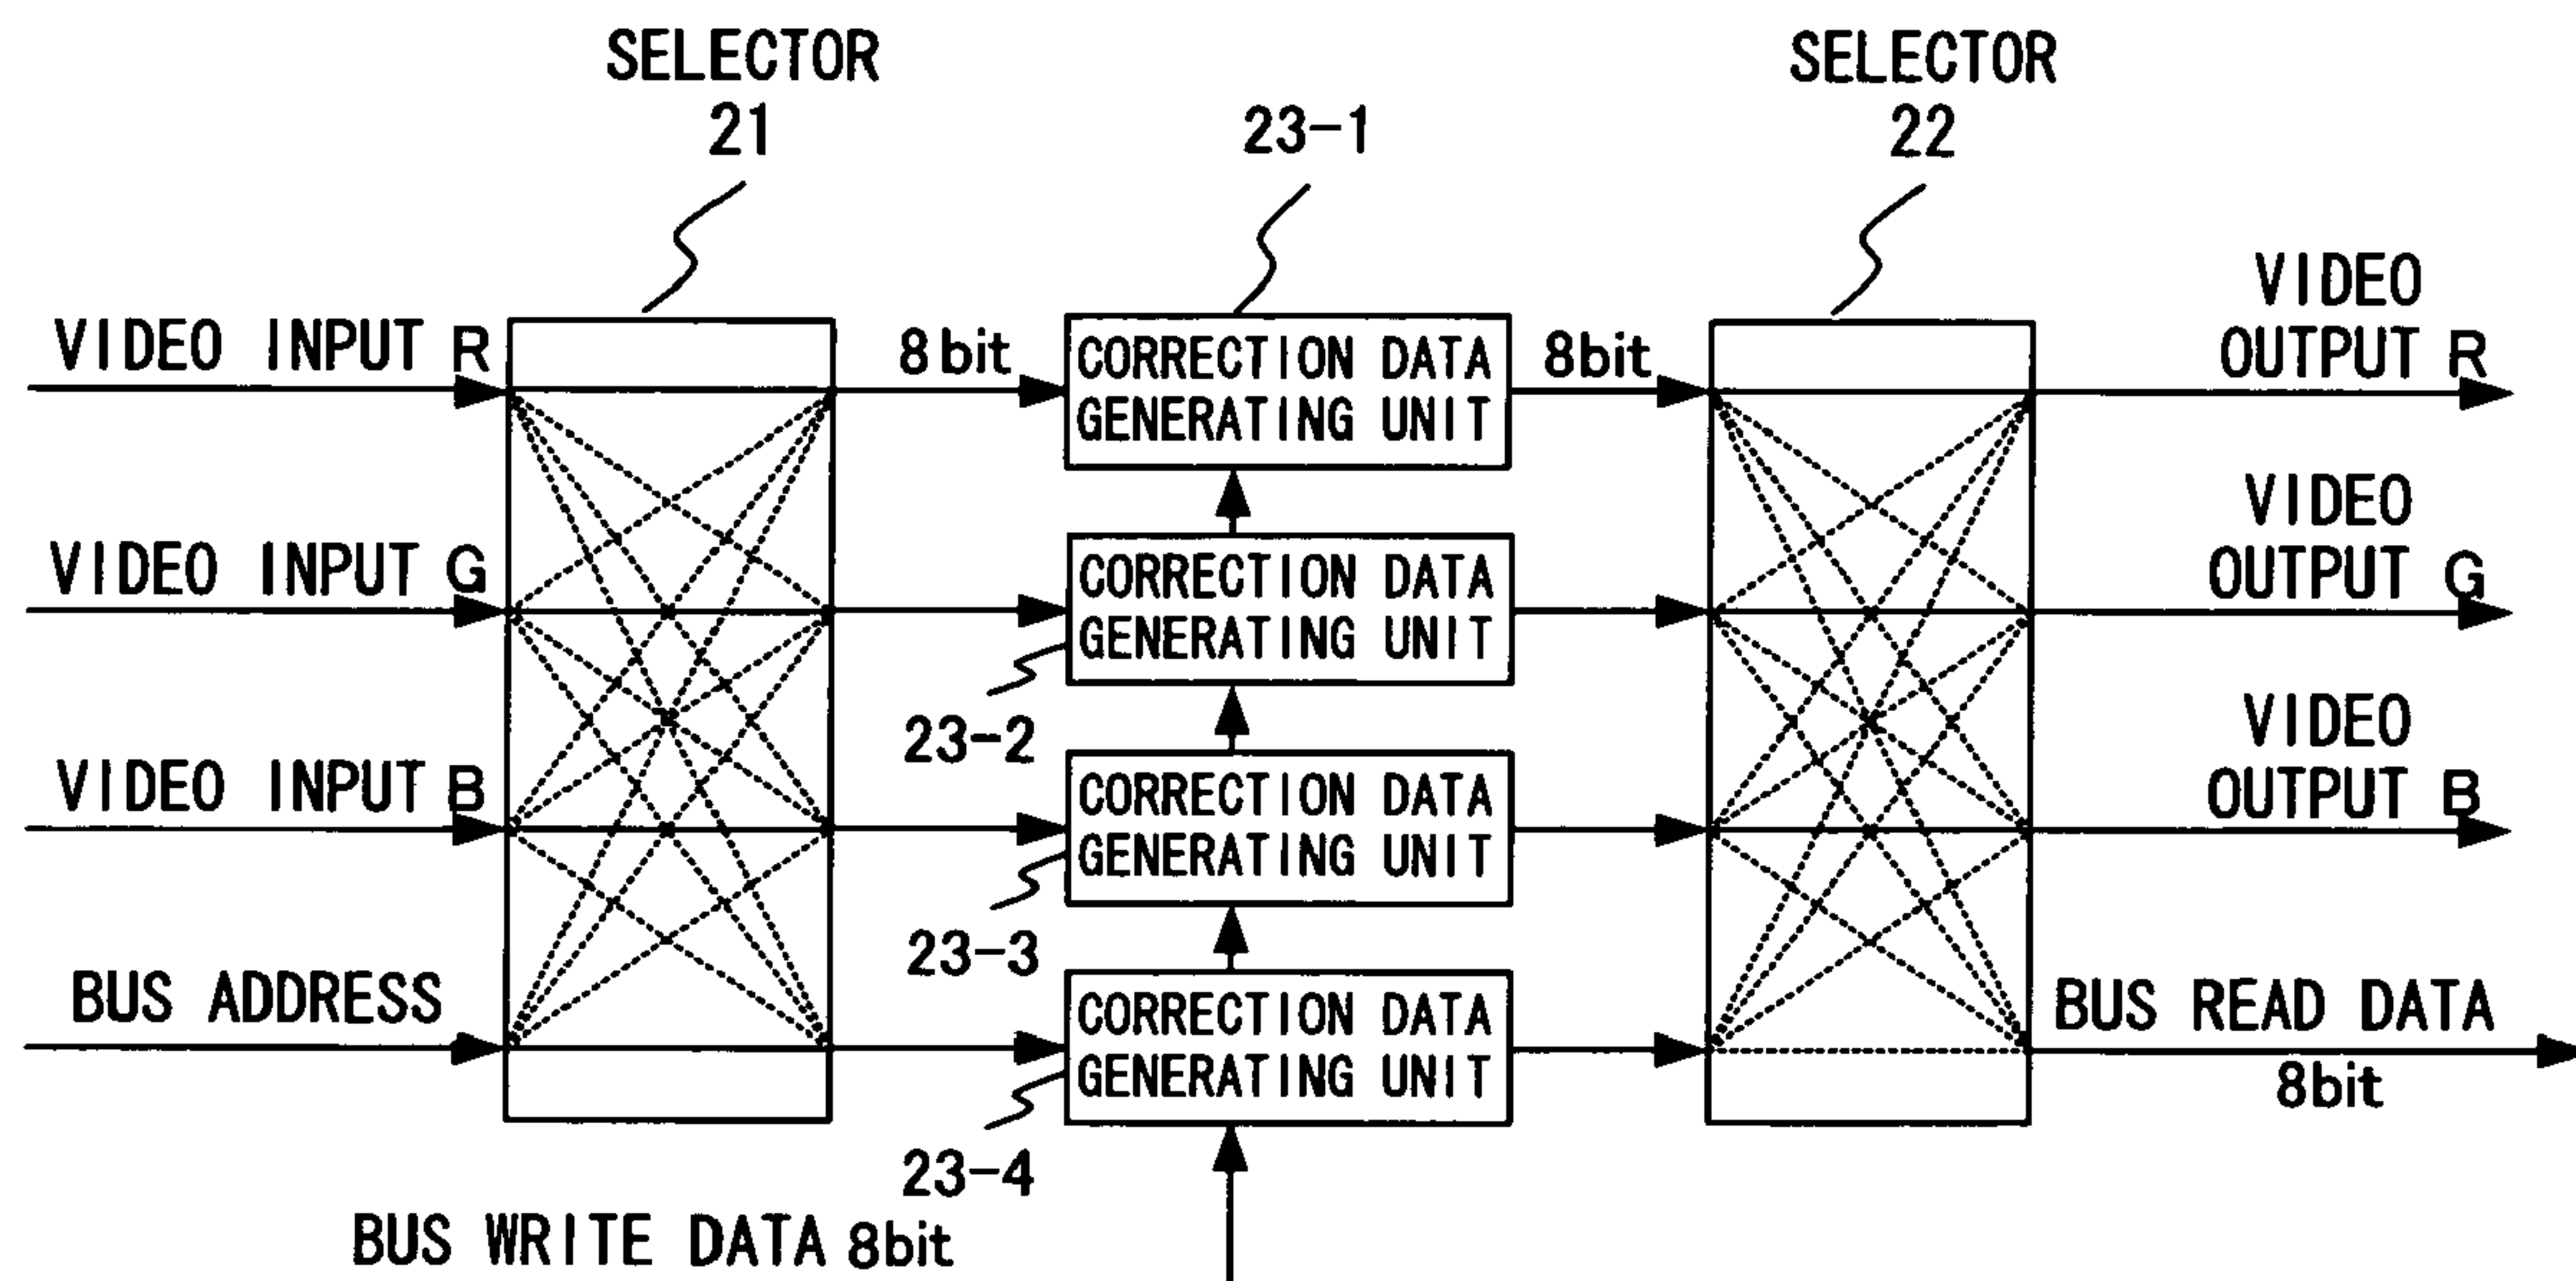 SELECTOR
21
23-1
SELECTOR
22
VIDEO INPUT R
8bit
CORRECTION DATA
GENERATING UNIT
8bit
VIDEO
OUTPUT R
VIDEO INPUT G
CORRECTION DATA
GENERATING UNIT
23-2
VIDEO
OUTPUT G
VIDEO INPUT B
CORRECTION DATA
GENERATING UNIT
23-3
VIDEO
OUTPUT B
BUS ADDRESS
CORRECTION DATA
GENERATING UNIT
23-4
BUS READ DATA
8bit
BUS WRITE DATA 8bit